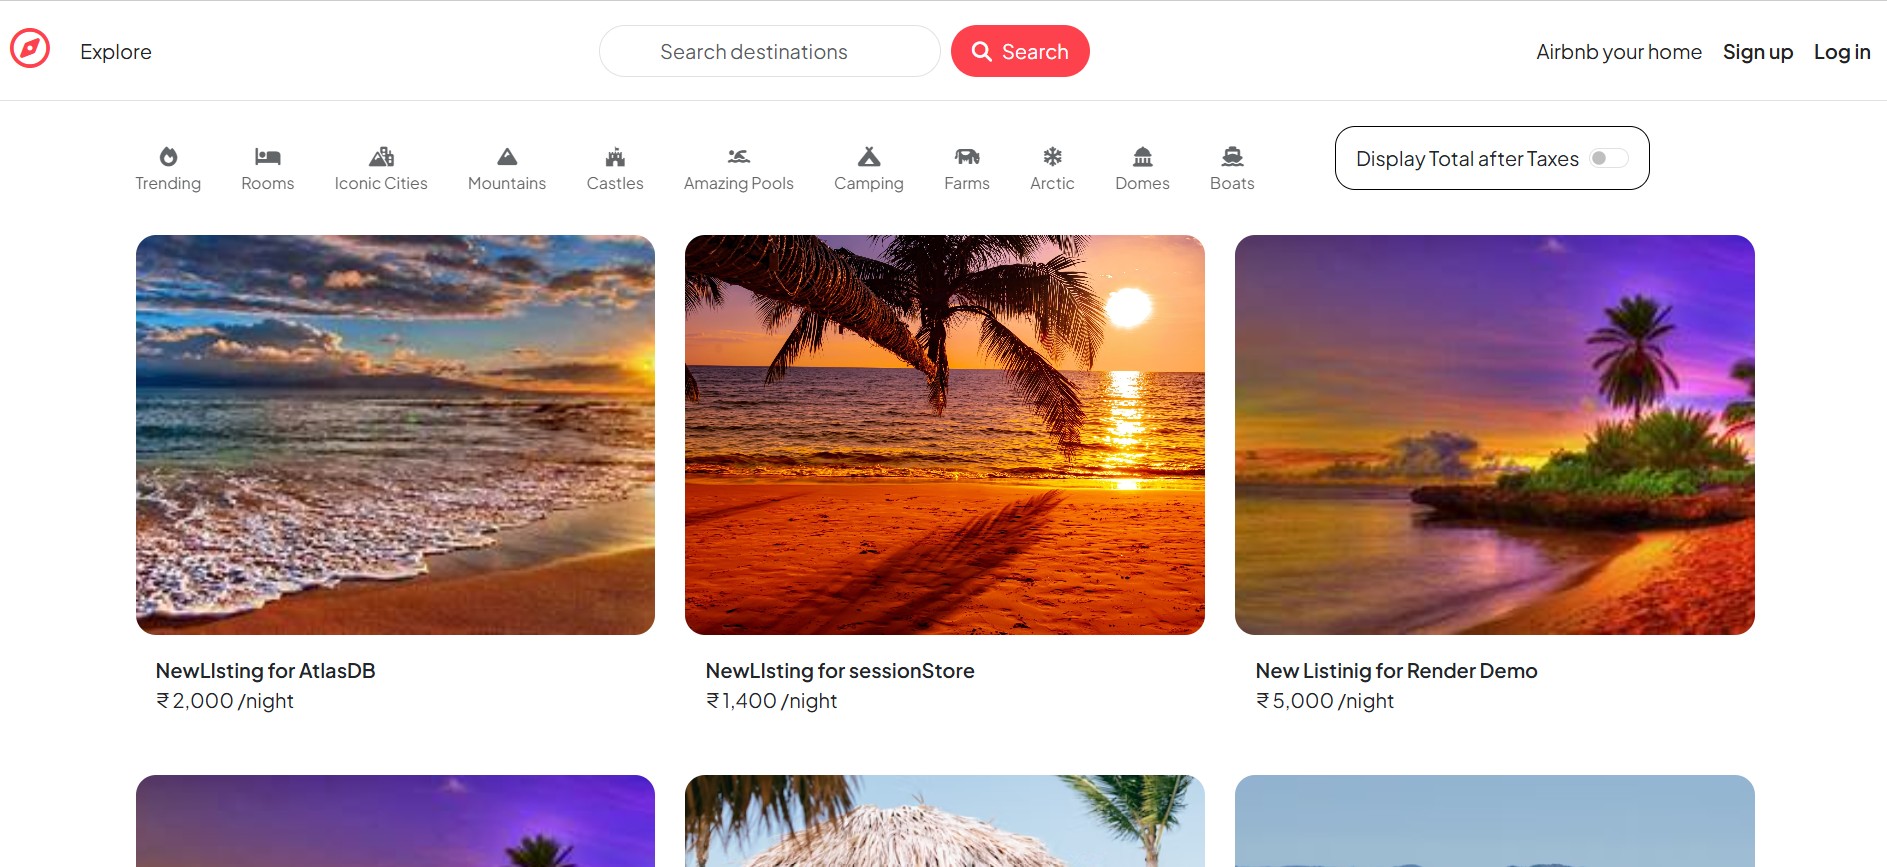 Explore
Search destinations
Search
Airbnb your home Sign up Log in
Trending Rooms Iconic Cities Mountains Castles Amazing Pools Camping Farms Arctic Domes Boats
Display Total after Taxes
NewLIsting for AtlasDB
₹ 2,000 /night
NewLIsting for sessionStore
₹ 1,400 /night
New Listinig for Render Demo
₹ 5,000 /night